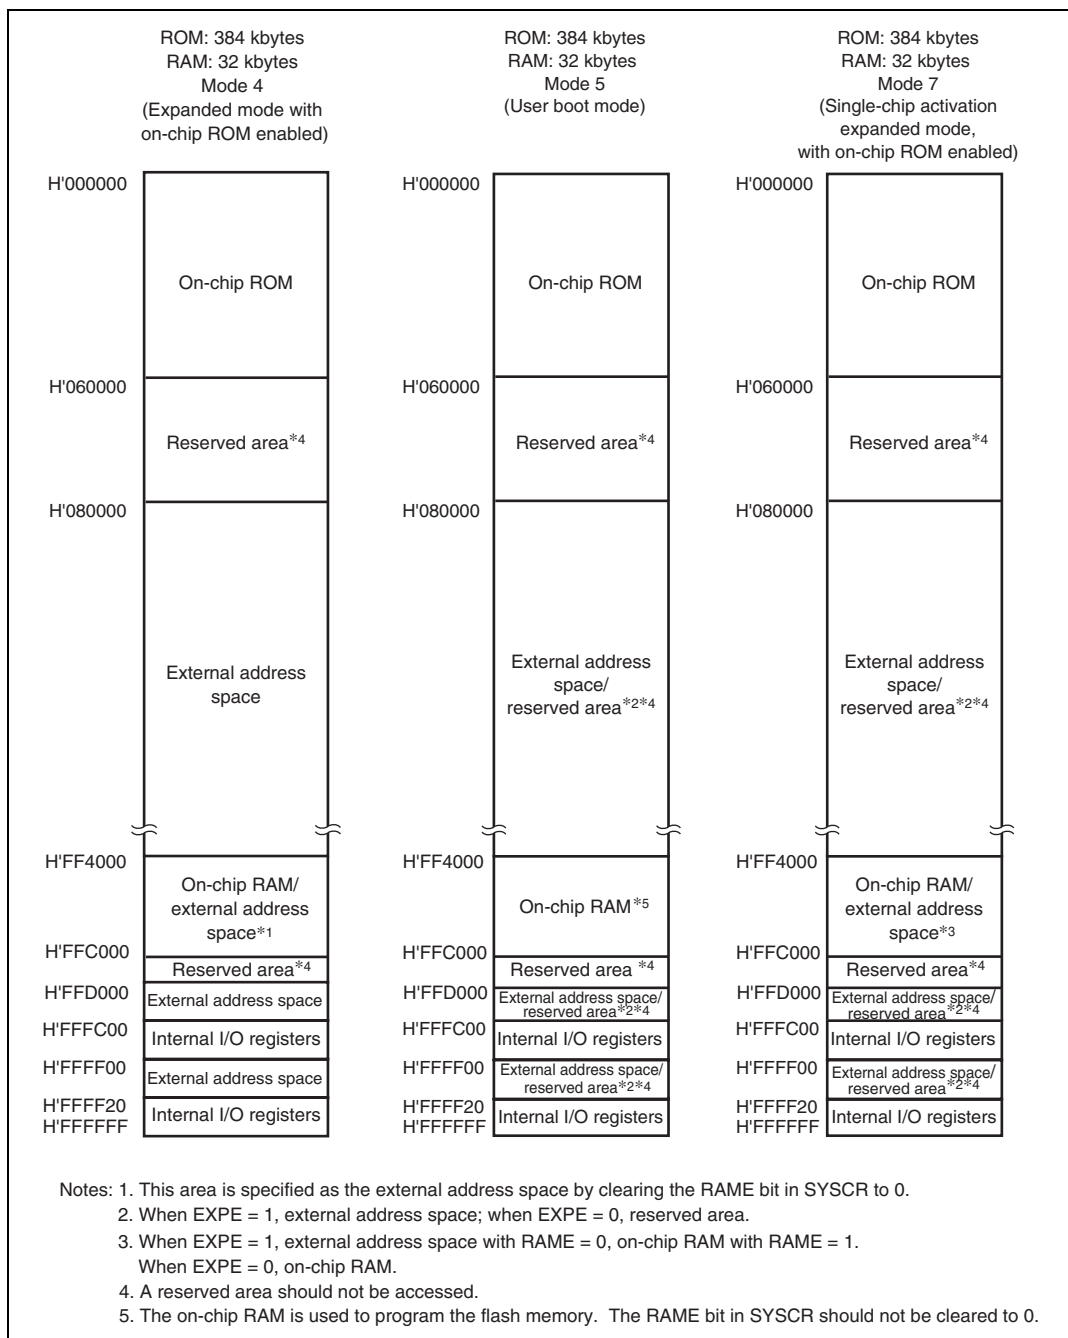 ROM: 384 kbytes
RAM: 32 kbytes
Mode 4
(Expanded mode with
on-chip ROM enabled)
H'000000
On-chip ROM
H'060000
Reserved area*4
H'080000
External address
space
H'FF4000
On-chip RAM/
external address
space*1
H'FFC000
Reserved area*4
H'FFD000
External address space
H'FFFC00
Internal I/O registers
H'FFFF00
External address space
H'FFFF20
Internal I/O registers
H'FFFFFF
ROM: 384 kbytes
RAM: 32 kbytes
Mode 5
(User boot mode)
H'000000
On-chip ROM
H'060000
Reserved area*4
H'080000
External address
space/
reserved area*2*4
H'FF4000
On-chip RAM*5
H'FFC000
Reserved area *4
H'FFD000
External address space/
reserved area*2*4
H'FFFC00
Internal I/O registers
H'FFFF00
External address space/
reserved area*2*4
H'FFFF20
Internal I/O registers
H'FFFFFF
ROM: 384 kbytes
RAM: 32 kbytes
Mode 7
(Single-chip activation
expanded mode,
with on-chip ROM enabled)
H'000000
On-chip ROM
H'060000
Reserved area*4
H'080000
External address
space/
reserved area*2*4
H'FF4000
On-chip RAM/
external address
space*3
H'FFC000
Reserved area*4
H'FFD000
External address space/
reserved area*2*4
H'FFFC00
Internal I/O registers
H'FFFF00
External address space/
reserved area*2*4
H'FFFF20
Internal I/O registers
H'FFFFFF
Notes: 1. This area is specified as the external address space by clearing the RAME bit in SYSCR to 0.
2. When EXPE = 1, external address space; when EXPE = 0, reserved area.
3. When EXPE = 1, external address space with RAME = 0, on-chip RAM with RAME = 1.
When EXPE = 0, on-chip RAM.
4. A reserved area should not be accessed.
5. The on-chip RAM is used to program the flash memory. The RAME bit in SYSCR should not be cleared to 0.